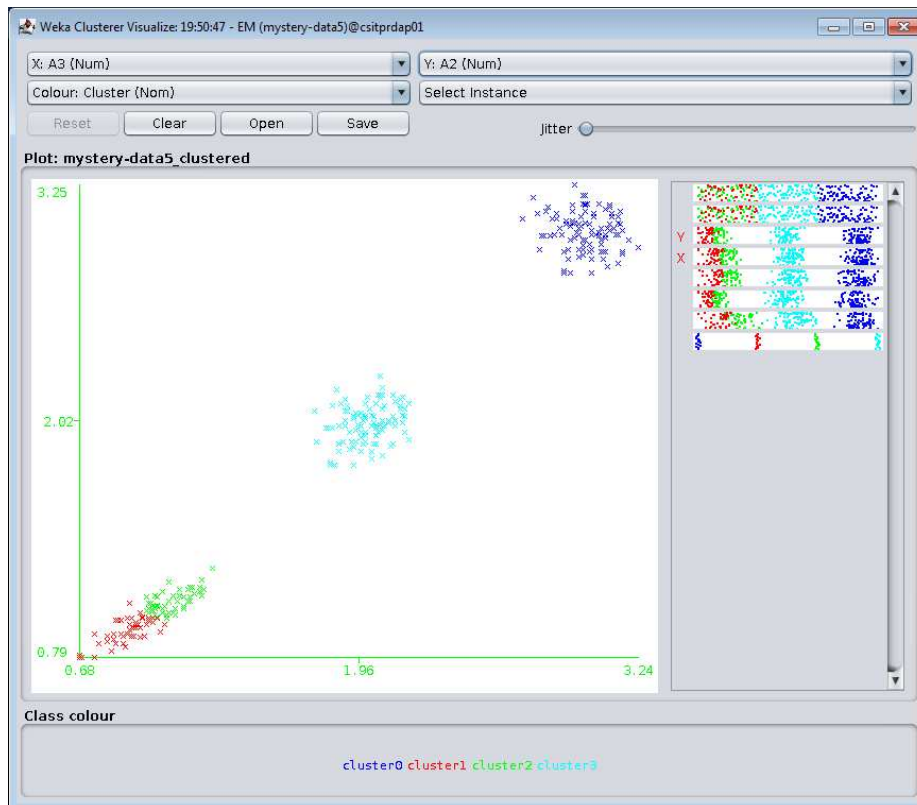 Weka Clusterer Visualize: 19:50:47 - EM (mystery-data5)@csitprdap01
X: A3 (Num) Y: A2 (Num)
Colour: Cluster (Nom) Select Instance
Reset Clear Open Save Jitter
Plot: mystery-data5_clustered
3.25
2.02
0.79
0.68 1.96 3.24
Y
X
Class colour
cluster0 cluster1 cluster2 cluster3